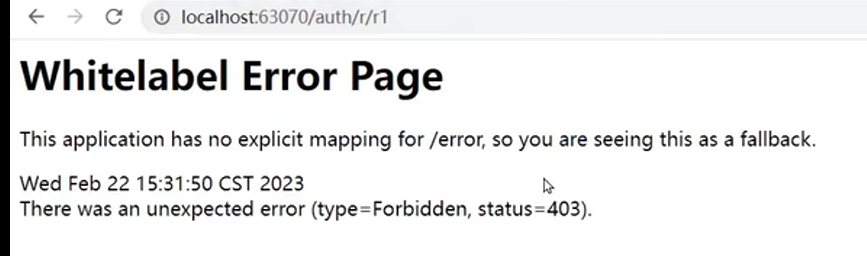 localhost:63070/auth/r/r1
Whitelabel Error Page
This application has no explicit mapping for /error, so you are seeing this as a fallback.
Wed Feb 22 15:31:50 CST 2023
There was an unexpected error (type=Forbidden, status=403).